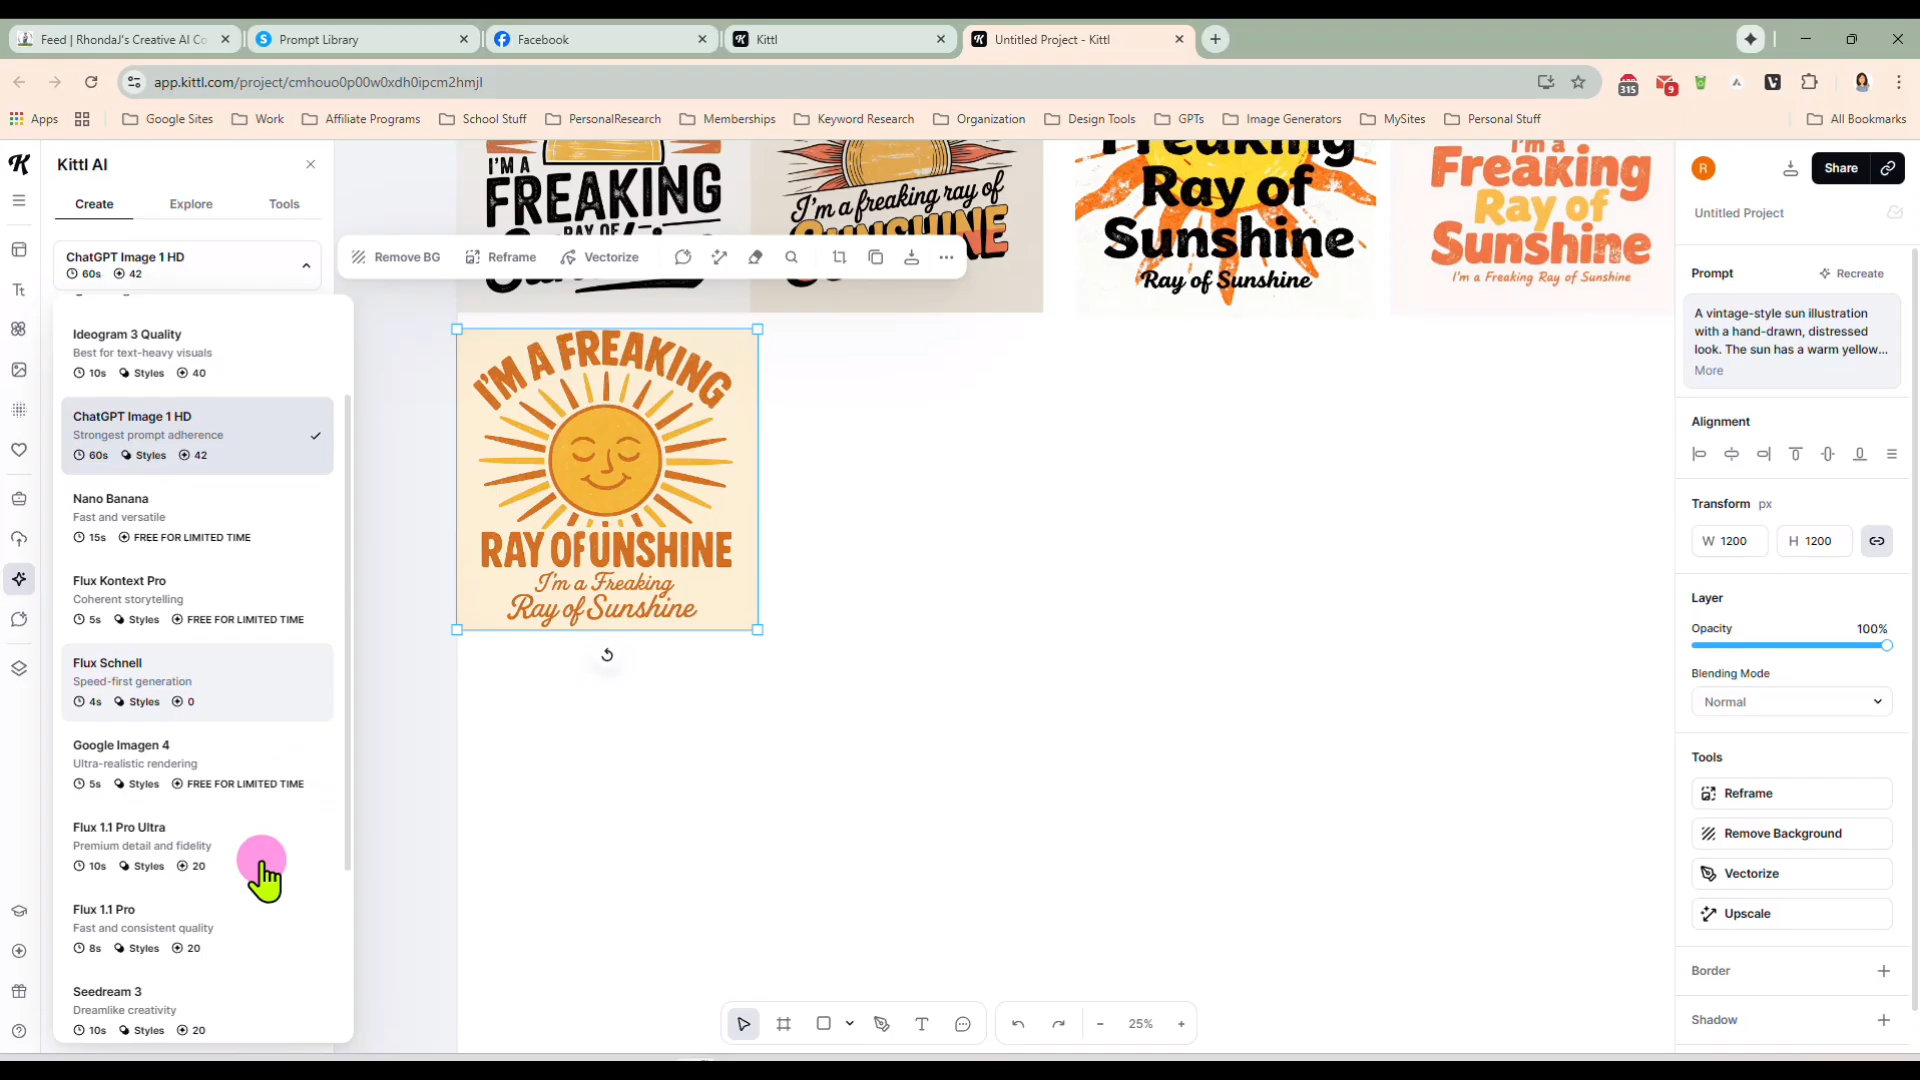 Feed | RhondaJ's Creative AI Co
Prompt Library
Facebook
Kittl
Untitled Project - Kittl
app.kittl.com/project/cmhouo0p00w0xdh0ipcm2hmjl
315
9
Apps
Google Sites
Work
Affiliate Programs
School Stuff
PersonalResearch
Memberships
Keyword Research
Organization
Design Tools
GPTs
Image Generators
MySites
Personal Stuff
All Bookmarks
Kittl AI
Create
Explore
Tools
ChatGPT Image 1 HD
60s 42
Ideogram 3 Quality
Best for text-heavy visuals
10s Styles 40
ChatGPT Image 1 HD
Strongest prompt adherence
60s Styles 42
Nano Banana
Fast and versatile
15s FREE FOR LIMITED TIME
Flux Kontext Pro
Coherent storytelling
5s Styles FREE FOR LIMITED TIME
Flux Schnell
Speed-first generation
4s Styles 0
Google Imagen 4
Ultra-realistic rendering
5s Styles FREE FOR LIMITED TIME
Flux 1.1 Pro Ultra
Premium detail and fidelity
10s Styles 20
Flux 1.1 Pro
Fast and consistent quality
8s Styles 20
Seedream 3
Dreamlike creativity
10s Styles 20
Remove BG
Reframe
Vectorize
I'M A
FREAKING
RAY OF
I'm a freaking ray of
SUNSHINE
Freaking
Ray of
Sunshine
Ray of Sunshine
I'm a
Freaking
Ray of
Sunshine
I'm a Freaking Ray of Sunshine
I'M A FREAKING
RAY OF UNSHINE
I'm a Freaking
Ray of Sunshine
25%
R
Share
Untitled Project
Prompt
Recreate
A vintage-style sun illustration
with a hand-drawn, distressed
look. The sun has a warm yellow...
More
Alignment
Transform px
W 1200
H 1200
Layer
Opacity
100%
Blending Mode
Normal
Tools
Reframe
Remove Background
Vectorize
Upscale
Border
Shadow